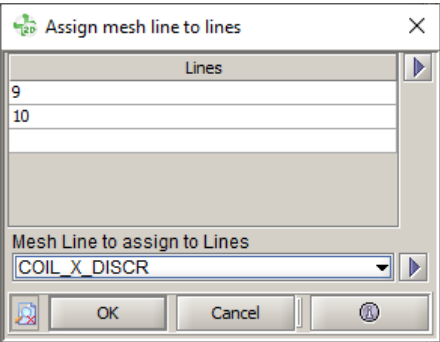 Assign mesh line to lines
Lines
9
10
Mesh Line to assign to Lines
COIL_X_DISCR
OK
Cancel